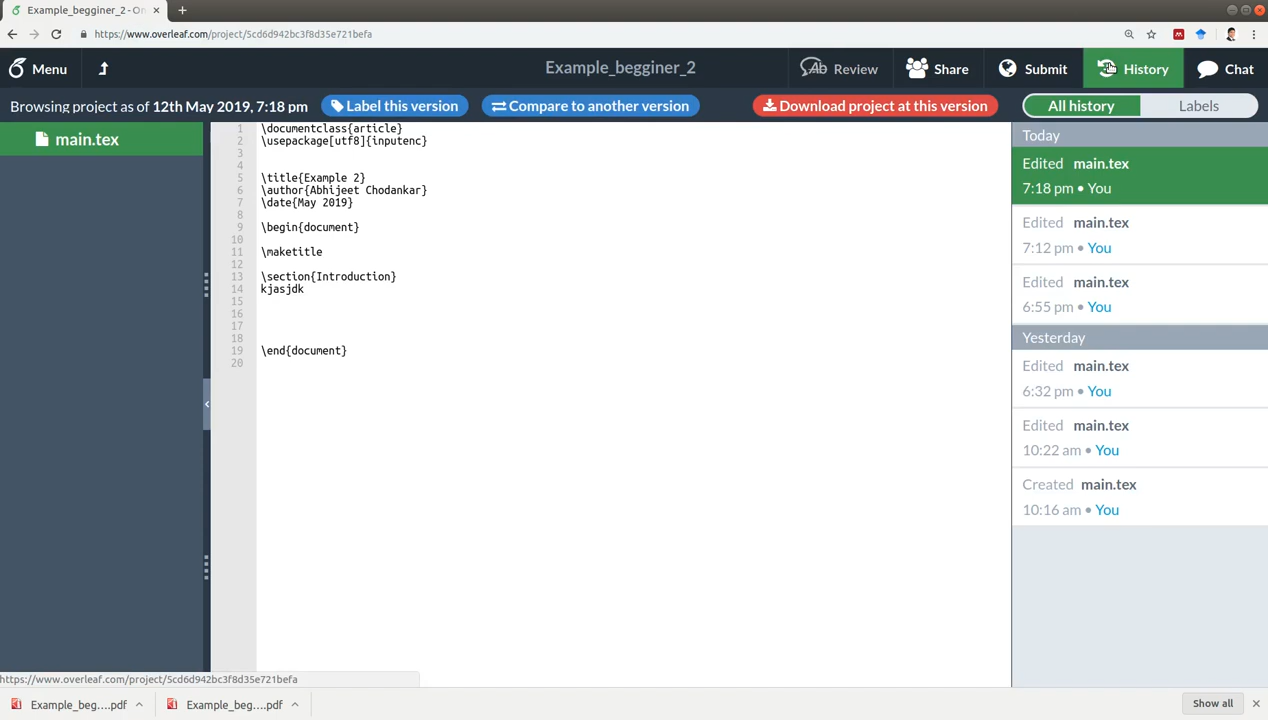 Example_begginer_2 - O
https://www.overleaf.com/project/5cd6d942bc3f8d35e721befa
Menu
Example_begginer_2
Ab Review
Share
Submit
History
Chat
Browsing project as of 12th May 2019, 7:18 pm
Label this version
Compare to another version
Download project at this version
All history
Labels
main.tex
1 \documentclass{article}
2 \usepackage[utf8]{inputenc}
3
4
5 \title{Example 2}
6 \author{Abhijeet Chodankar}
7 \date{May 2019}
8
9 \begin{document}
10
11 \maketitle
12
13 \section{Introduction}
14 kjasjdk
15
16
17
18
19 \end{document}
20
Today
Edited main.tex
7:18 pm • You
Edited main.tex
7:12 pm • You
Edited main.tex
6:55 pm • You
Yesterday
Edited main.tex
6:32 pm • You
Edited main.tex
10:22 am • You
Created main.tex
10:16 am • You
https://www.overleaf.com/project/5cd6d942bc3f8d35e721befa
Example_beg....pdf
Example_beg....pdf
Show all